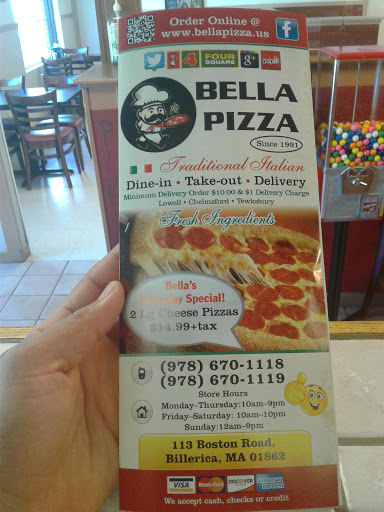 Order Online @
www.bellapizza.us
FOUR
SQUARE
BELLA
PIZZA
Since 1991
Traditional Italian
Dine-in • Take-out • Delivery
Minimum Delivery Order $10.00 & $1 Delivery Charge
Lowell • Chelmsford • Tewksbury
Fresh Ingredients
Bella's
Everyday Special!
2 Lg Cheese Pizzas
$14.99+tax
(978) 670-1118
(978) 670-1119
Store Hours
Monday-Thursday:10am-9pm
Friday-Saturday: 10am-10pm
Sunday:12am-9pm
113 Boston Road,
Billerica, MA 01862
VISA MasterCard DISCOVER
We accept cash, checks or credit